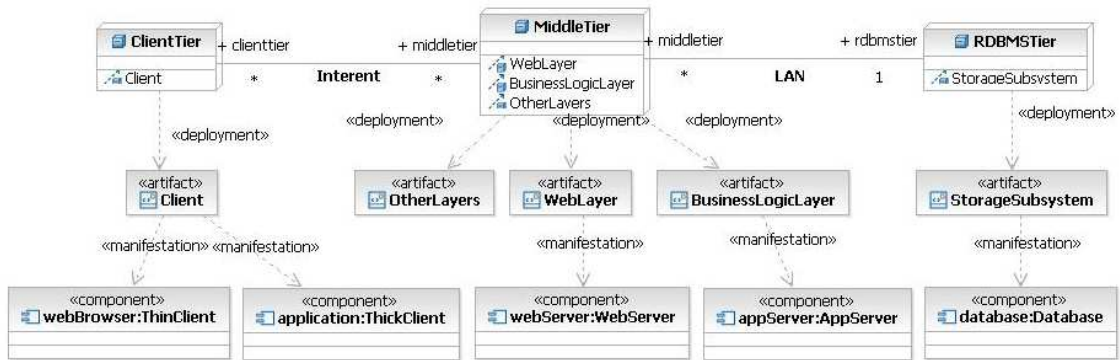 ClientTier
Client
+ clienttier
*
Interent
+ middletier
*
MiddleTier
WebLayer
BusinessLogicLayer
OtherLayers
+ middletier
*
LAN
+ rdbmstier
1
RDBMSTier
StorageSubsystem
«deployment»
«deployment»
«deployment»
«deployment»
«deployment»
«artifact»
Client
«artifact»
OtherLayers
«artifact»
WebLayer
«artifact»
BusinessLogicLayer
«artifact»
StorageSubsystem
«manifestation»
«manifestation»
«manifestation»
«manifestation»
«manifestation»
«component»
webBrowser:ThinClient
«component»
application:ThickClient
«component»
webServer:WebServer
«component»
appServer:AppServer
«component»
database:Database